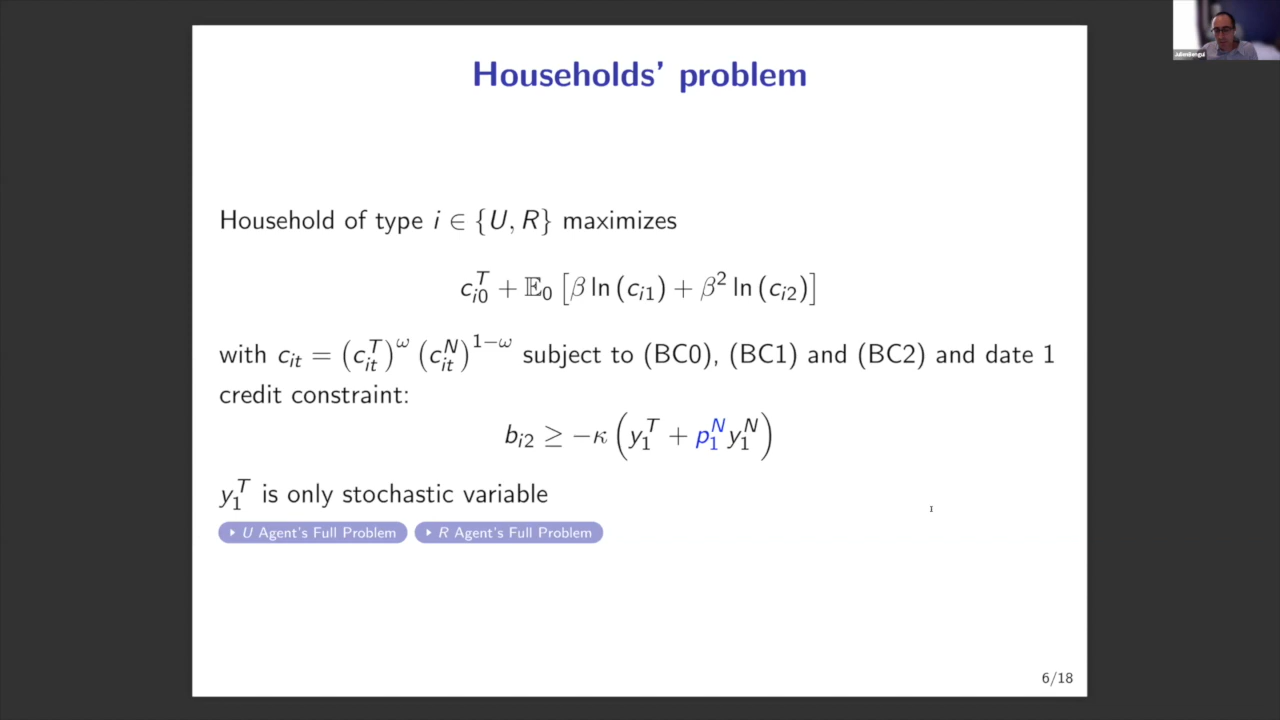 Households' problem
Household of type i ∈ {U, R} maximizes
c_{i0}^T + 𝔼_0 [β ln (c_{i1}) + β^2 ln (c_{i2})]
with c_{it} = (c_{it}^T)^ω (c_{it}^N)^{1−ω} subject to (BC0), (BC1) and (BC2) and date 1
credit constraint:
b_{i2} ≥ −κ (y_1^T + p_1^N y_1^N)
y_1^T is only stochastic variable
U Agent's Full Problem
R Agent's Full Problem
6/18